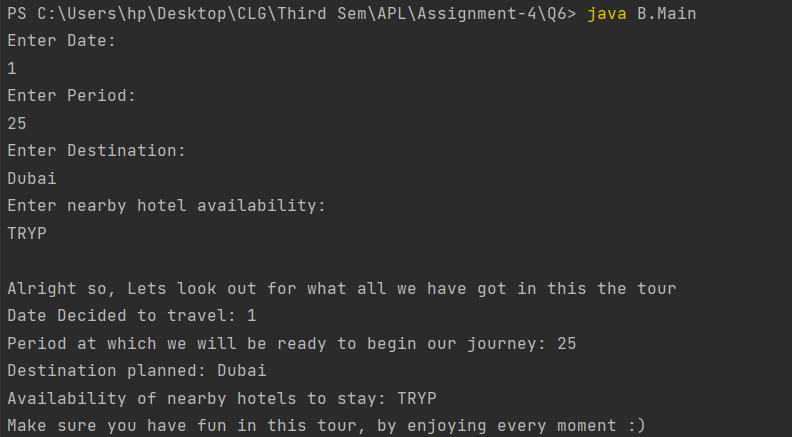 PS C:\Users\hp\Desktop\CLG\Third Sem\APL\Assignment-4\Q6> java B.Main
Enter Date:
1
Enter Period:
25
Enter Destination:
Dubai
Enter nearby hotel availability:
TRYP
Alright so, Lets look out for what all we have got in this the tour
Date Decided to travel: 1
Period at which we will be ready to begin our journey: 25
Destination planned: Dubai
Availability of nearby hotels to stay: TRYP
Make sure you have fun in this tour, by enjoying every moment :)